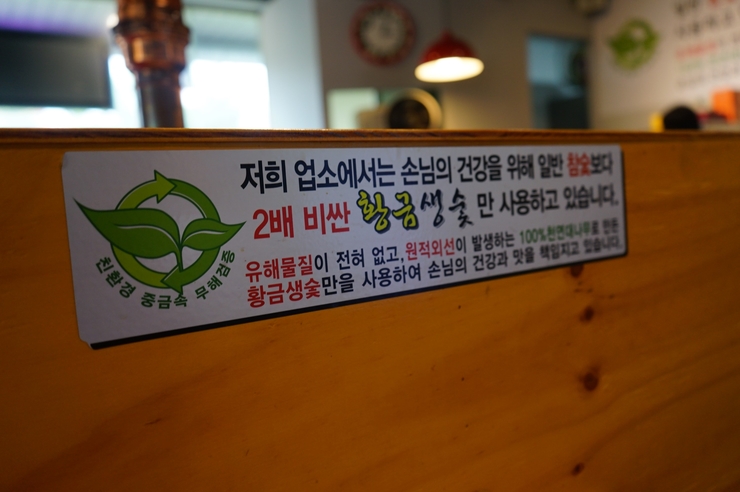 저희 업소에서는 손님의 건강을 위해 일반 참숯보다
2배 비싼 황금생숯 만 사용하고 있습니다.
유해물질이 전혀 없고, 원적외선이 발생하는 100%천연대나무로 만든
황금생숯만을 사용하여 손님의 건강과 맛을 책임지고 있습니다.
친환경 중금속 무해검증